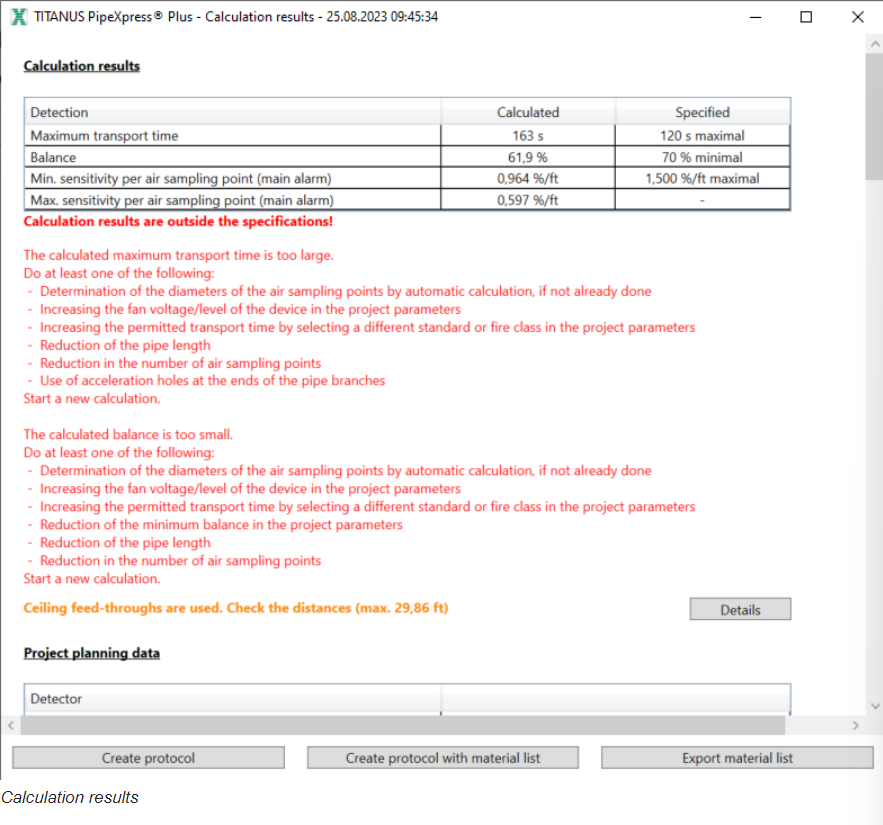 TITANUS PipeXpress® Plus - Calculation results - 25.08.2023 09:45:34
Calculation results
Detection Calculated Specified
Maximum transport time 163 s 120 s maximal
Balance 61,9 % 70 % minimal
Min. sensitivity per air sampling point (main alarm) 0,964 %/ft 1,500 %/ft maximal
Max. sensitivity per air sampling point (main alarm) 0,597 %/ft -
Calculation results are outside the specifications!
The calculated maximum transport time is too large.
Do at least one of the following:
- Determination of the diameters of the air sampling points by automatic calculation, if not already done
- Increasing the fan voltage/level of the device in the project parameters
- Increasing the permitted transport time by selecting a different standard or fire class in the project parameters
- Reduction of the pipe length
- Reduction in the number of air sampling points
- Use of acceleration holes at the ends of the pipe branches
Start a new calculation.
The calculated balance is too small.
Do at least one of the following:
- Determination of the diameters of the air sampling points by automatic calculation, if not already done
- Increasing the fan voltage/level of the device in the project parameters
- Increasing the permitted transport time by selecting a different standard or fire class in the project parameters
- Reduction of the minimum balance in the project parameters
- Reduction of the pipe length
- Reduction in the number of air sampling points
Start a new calculation.
Ceiling feed-throughs are used. Check the distances (max. 29,86 ft) Details
Project planning data
Detector
Create protocol Create protocol with material list Export material list
Calculation results